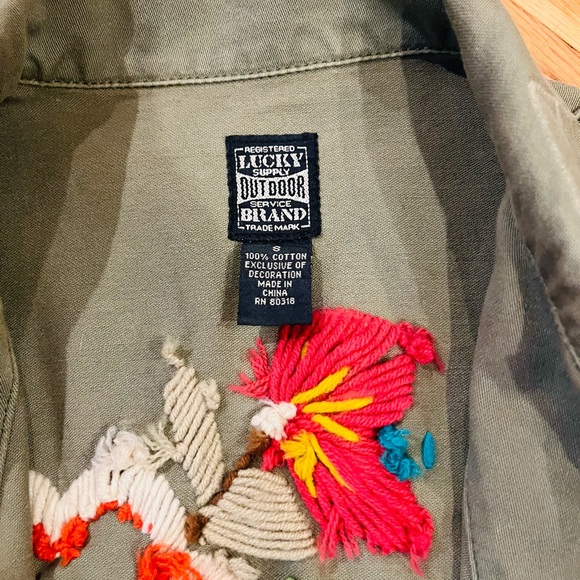 REGISTERED
LUCKY
SUPPLY
OUTDOOR
SERVICE
BRAND
TRADE MARK
S
100% COTTON
EXCLUSIVE OF
DECORATION
MADE IN
CHINA
RN 80318